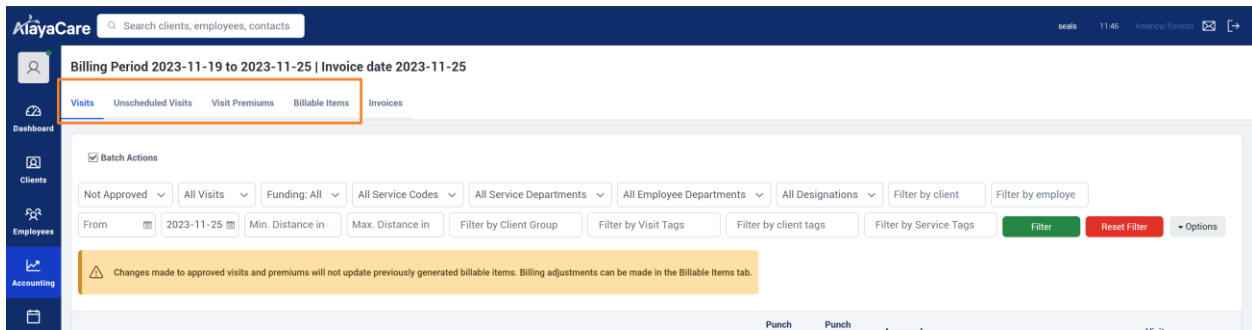 AlayaCare Search clients, employees, contacts seals 11:46 America/Toronto
Billing Period 2023-11-19 to 2023-11-25 | Invoice date 2023-11-25
Visits Unscheduled Visits Visit Premiums Billable Items Invoices
Dashboard
Batch Actions
Clients
Not Approved All Visits Funding: All All Service Codes All Service Departments All Employee Departments All Designations Filter by client Filter by employe
Employees
From 2023-11-25 Min. Distance in Max. Distance in Filter by Client Group Filter by Visit Tags Filter by client tags Filter by Service Tags Filter Reset Filter Options
Accounting
Changes made to approved visits and premiums will not update previously generated billable items. Billing adjustments can be made in the Billable Items tab.
Punch Punch